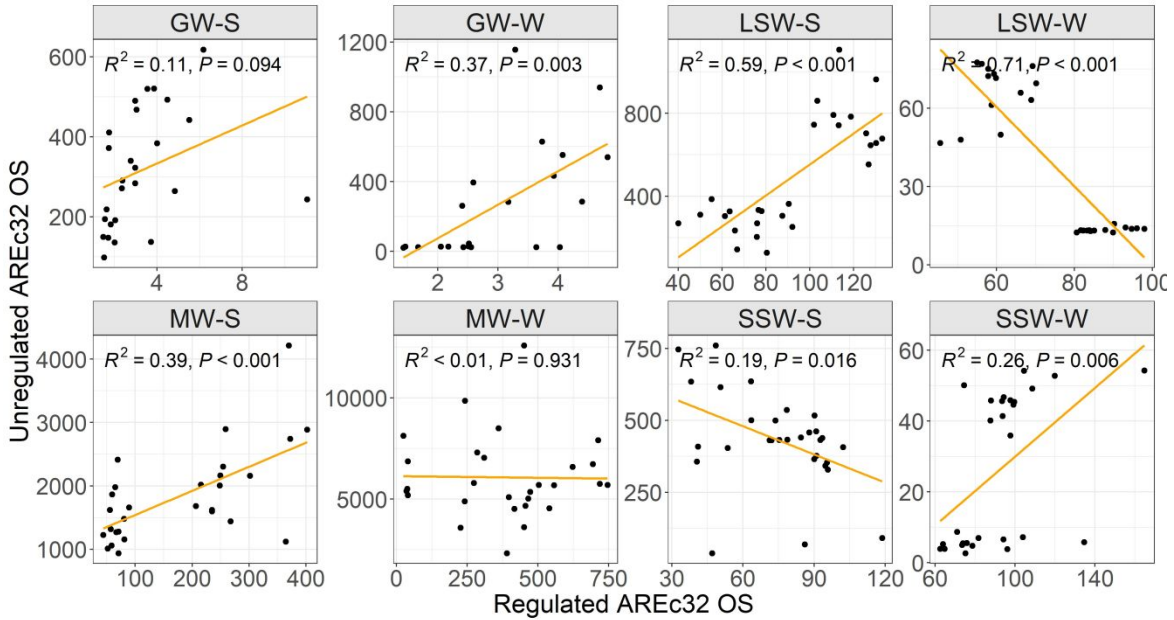 GW-S GW-W LSW-S LSW-W
R² = 0.11, P = 0.094
R² = 0.37, P = 0.003
R² = 0.59, P < 0.001
R² = 0.71, P < 0.001
600
400
200
4 8
1200
800
400
0
2 3 4
800
400
0
40 60 80 100 120
60
30
0
60 80 100
MW-S MW-W SSW-S SSW-W
R² = 0.39, P < 0.001
R² < 0.01, P = 0.931
R² = 0.19, P = 0.016
R² = 0.26, P = 0.006
4000
3000
2000
1000
100 200 300 400
10000
5000
0
0 250 500 750
750
500
250
30 60 90 120
60
40
20
0
60 100 140
Unregulated AREc32 OS
Regulated AREc32 OS